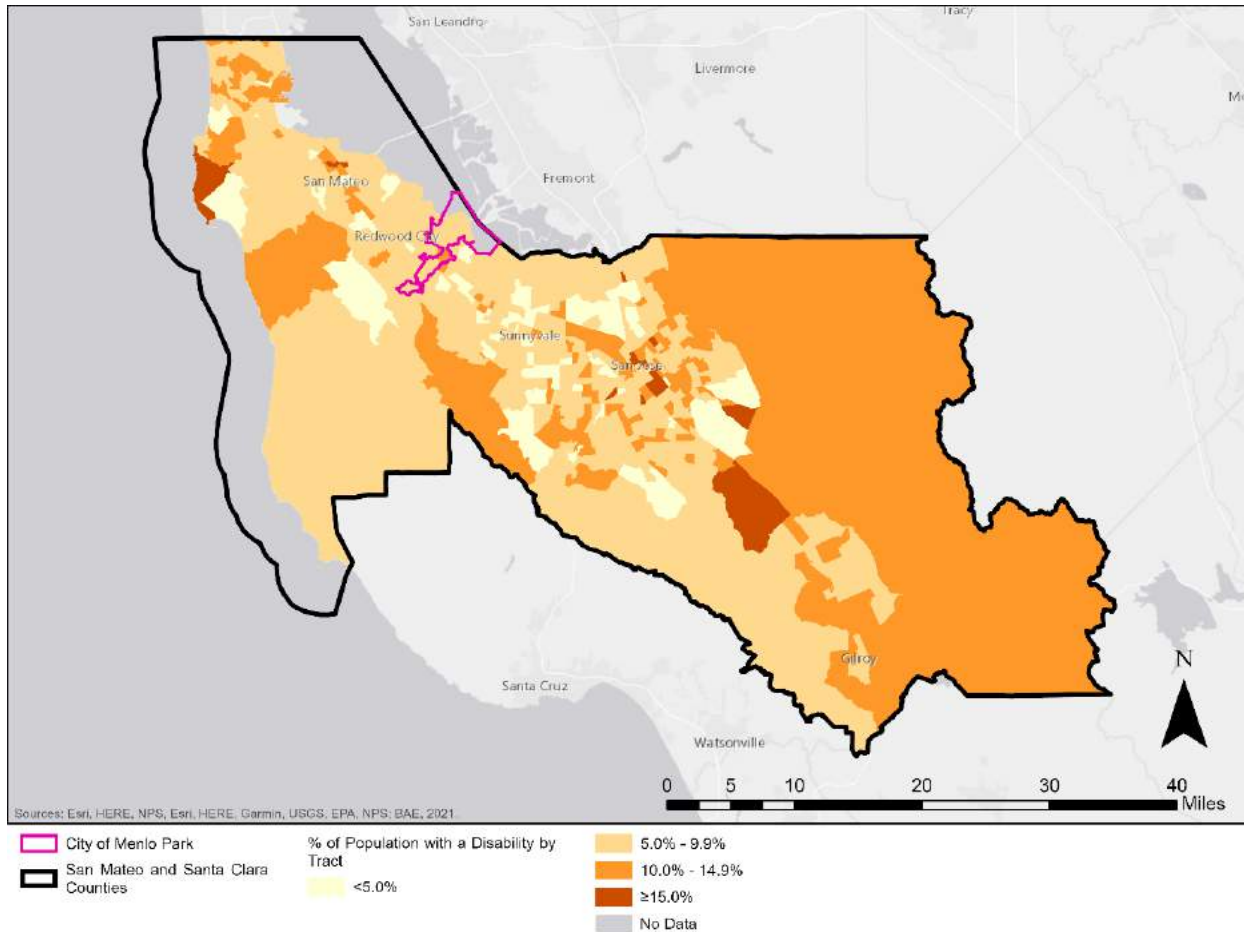 San Leandro
Tracy
Livermore
Fremont
San Mateo
Redwood City
Sunnyvale
San Jose
Gilroy
N
Santa Cruz
Watsonville
0 5 10 20 30 40
Miles
Sources: Esri, HERE, NPS, Esri, HERE, Garmin, USGS, EPA, NPS; BAE, 2021.
City of Menlo Park
San Mateo and Santa Clara
Counties
% of Population with a Disability by
Tract
<5.0%
5.0% - 9.9%
10.0% - 14.9%
≥15.0%
No Data